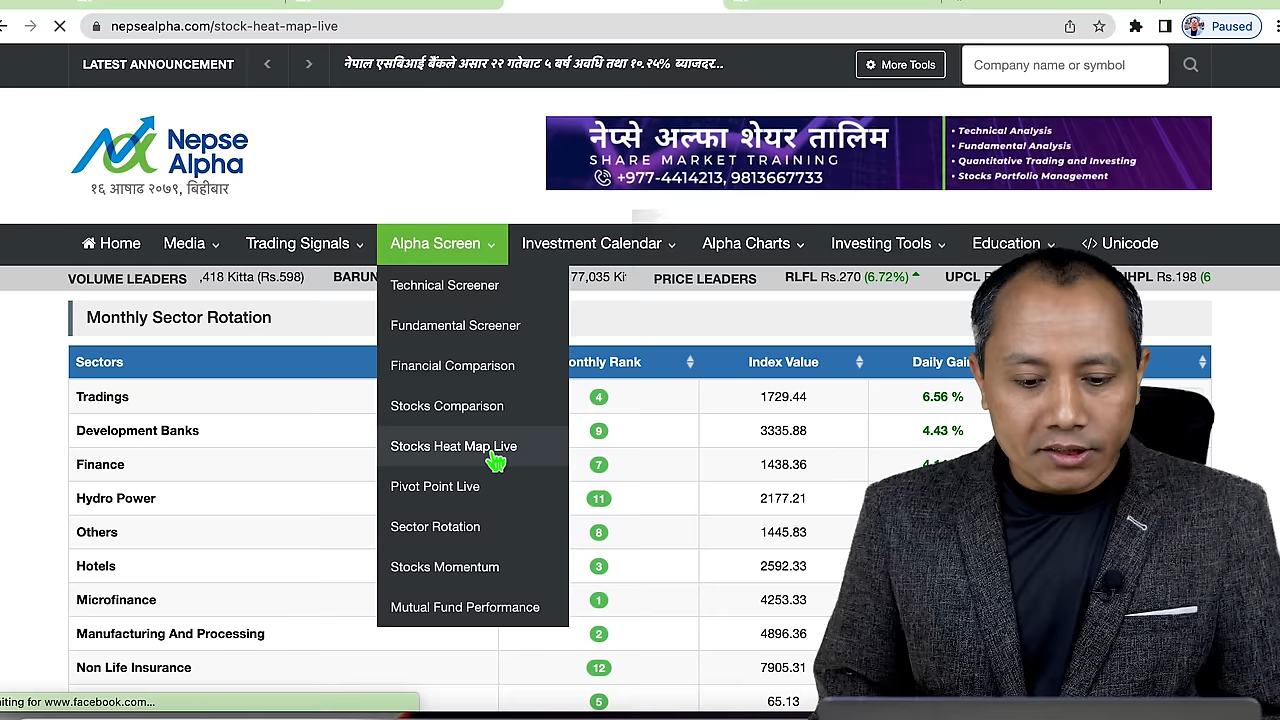 nepsealpha.com/stock-heat-map-live
Paused
LATEST ANNOUNCEMENT
नेपाल एसबिआई बैंकले असार २२ गतेबाट ५ बर्ष अवधि तथा १०.२५% ब्याजदर...
More Tools
Company name or symbol
Nepse
Alpha
१६ आषाढ २०७९, बिहीबार
नेप्से अल्फा शेयर तालिम
SHARE MARKET TRAINING
+977-4414213, 9813667733
• Technical Analysis
• Fundamental Analysis
• Quantitative Trading and Investing
• Stocks Portfolio Management
Home Media Trading Signals Alpha Screen Investment Calendar Alpha Charts Investing Tools Education </> Unicode
VOLUME LEADERS ,418 Kitta (Rs.598) BARUN 77,035 Ki PRICE LEADERS RLFL Rs.270 (6.72%) UPCL HPL Rs.198 (6
Technical Screener
Fundamental Screener
Financial Comparison
Stocks Comparison
Stocks Heat Map Live
Pivot Point Live
Sector Rotation
Stocks Momentum
Mutual Fund Performance
Monthly Sector Rotation
Sectors onthly Rank Index Value Daily Gai
Tradings 4 1729.44 6.56 %
Development Banks 9 3335.88 4.43 %
Finance 7 1438.36
Hydro Power 11 2177.21
Others 8 1445.83
Hotels 3 2592.33
Microfinance 1 4253.33
Manufacturing And Processing 2 4896.36
Non Life Insurance 12 7905.31
5 65.13
iting for www.facebook.com...